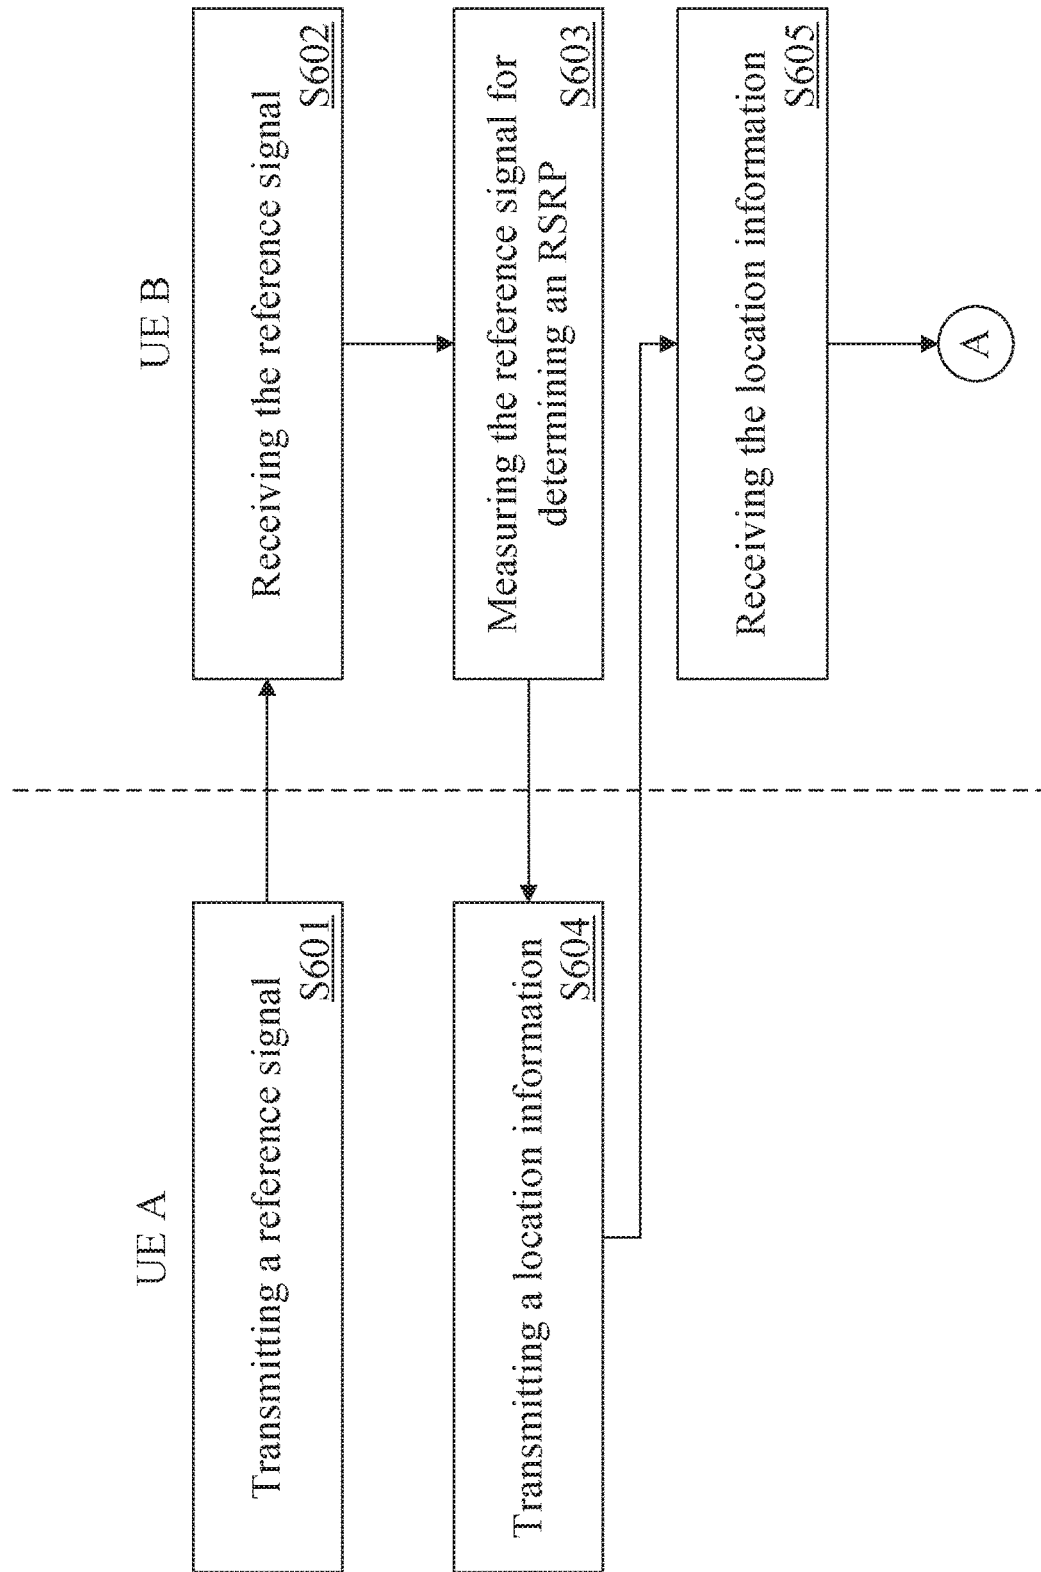 UE A
UE B
Transmitting a reference signal
S601
Receiving the reference signal
S602
Measuring the reference signal for
determining an RSRP
S603
Transmitting a location information
S604
Receiving the location information
S605
A